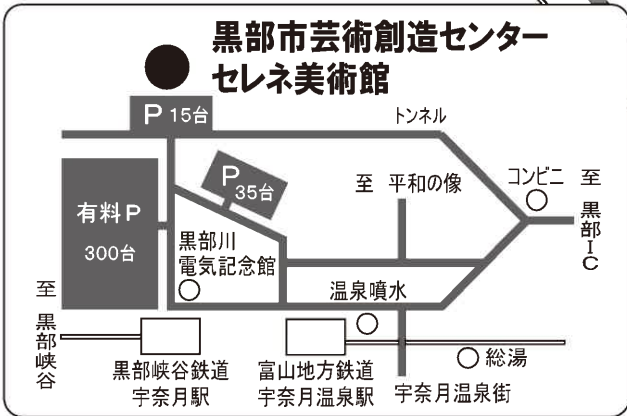 黒部市芸術創造センター
セレネ美術館
P 15台
トンネル
P 35台
至 平和の像
コンビニ
至 黒部IC
有料P
300台
黒部川
電気記念館
温泉噴水
至 黒部峡谷
黒部峡谷鉄道
宇奈月駅
富山地方鉄道
宇奈月温泉駅
総湯
宇奈月温泉街